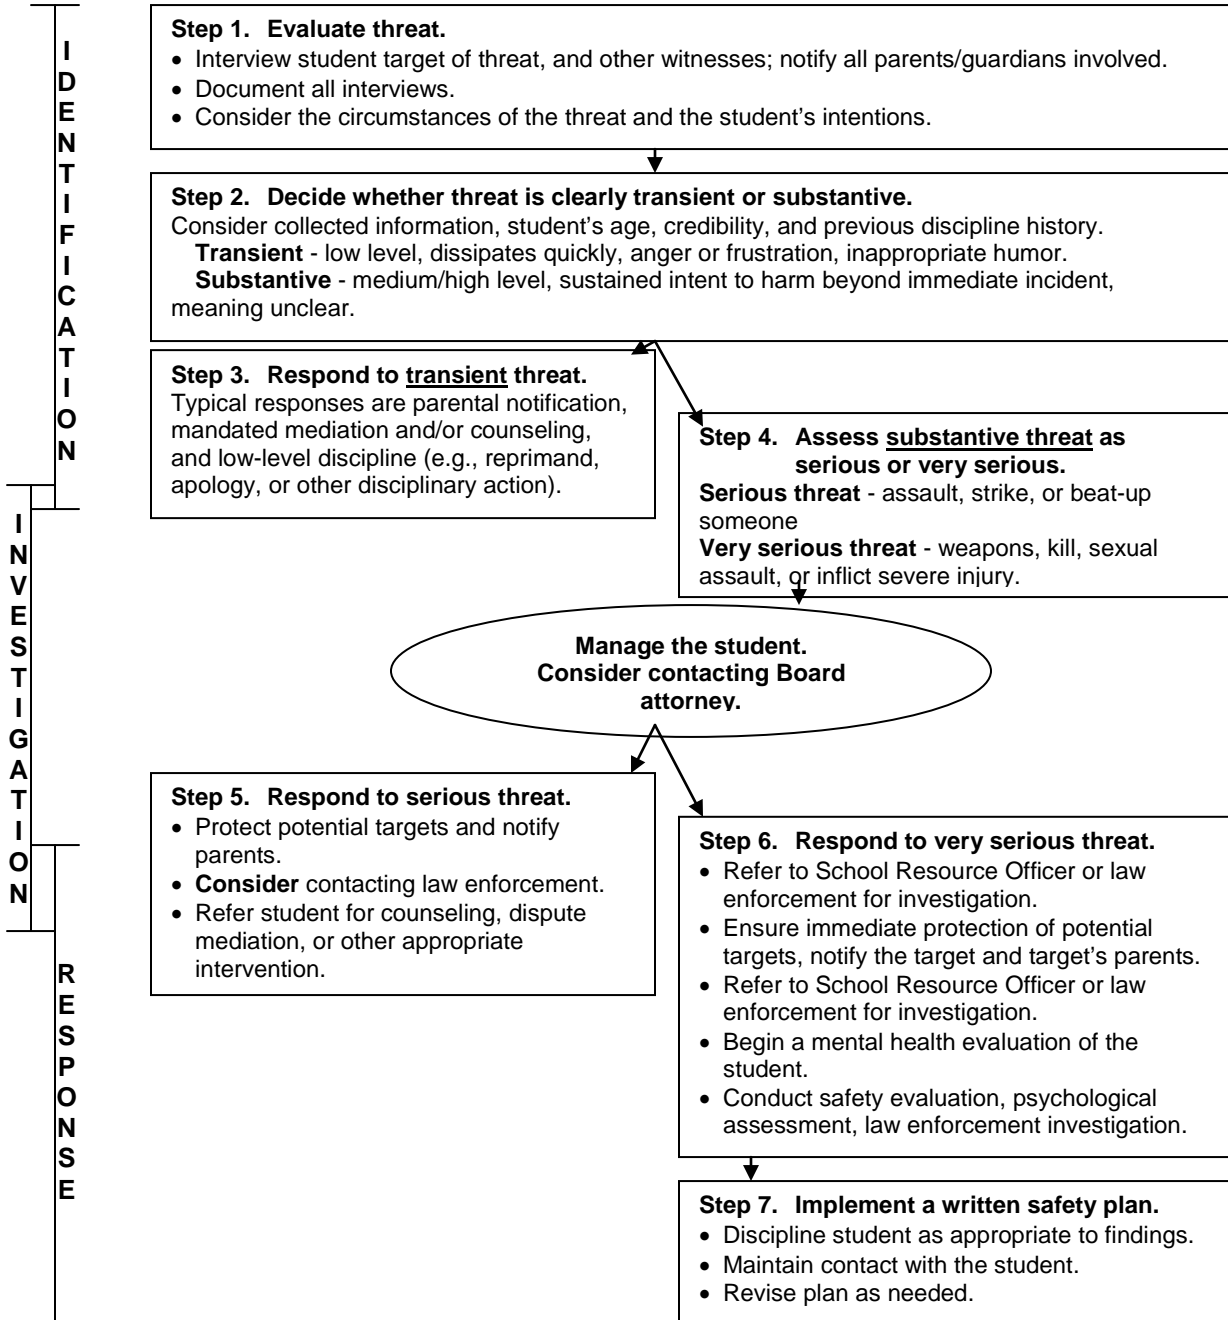 IDENTIFICATION
INVESTIGATION
RESPONSE
Step 1. Evaluate threat.
• Interview student target of threat, and other witnesses; notify all parents/guardians involved.
• Document all interviews.
• Consider the circumstances of the threat and the student's intentions.
Step 2. Decide whether threat is clearly transient or substantive.
Consider collected information, student's age, credibility, and previous discipline history.
Transient - low level, dissipates quickly, anger or frustration, inappropriate humor.
Substantive - medium/high level, sustained intent to harm beyond immediate incident,
meaning unclear.
Step 3. Respond to transient threat.
Typical responses are parental notification,
mandated mediation and/or counseling,
and low-level discipline (e.g., reprimand,
apology, or other disciplinary action).
Step 4. Assess substantive threat as
serious or very serious.
Serious threat - assault, strike, or beat-up
someone
Very serious threat - weapons, kill, sexual
assault, or inflict severe injury.
Manage the student.
Consider contacting Board
attorney.
Step 5. Respond to serious threat.
• Protect potential targets and notify
parents.
• Consider contacting law enforcement.
• Refer student for counseling, dispute
mediation, or other appropriate
intervention.
Step 6. Respond to very serious threat.
• Refer to School Resource Officer or law
enforcement for investigation.
• Ensure immediate protection of potential
targets, notify the target and target's parents.
• Refer to School Resource Officer or law
enforcement for investigation.
• Begin a mental health evaluation of the
student.
• Conduct safety evaluation, psychological
assessment, law enforcement investigation.
Step 7. Implement a written safety plan.
• Discipline student as appropriate to findings.
• Maintain contact with the student.
• Revise plan as needed.